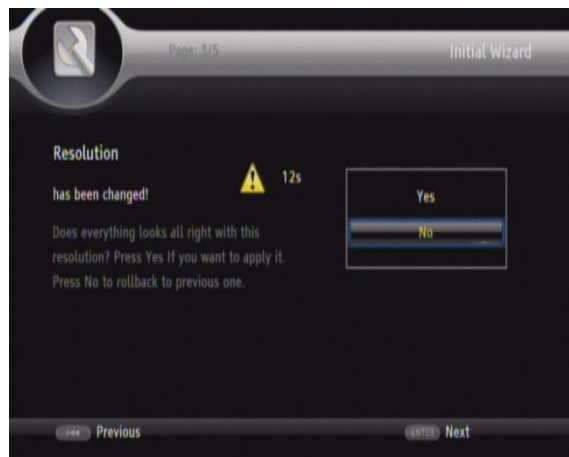 Page: 3/5
Initial Wizard
Resolution
has been changed!
12s
Does everything looks all right with this
resolution? Press Yes If you want to apply it.
Press No to rollback to previous one.
Yes
No
Previous
ENTER Next